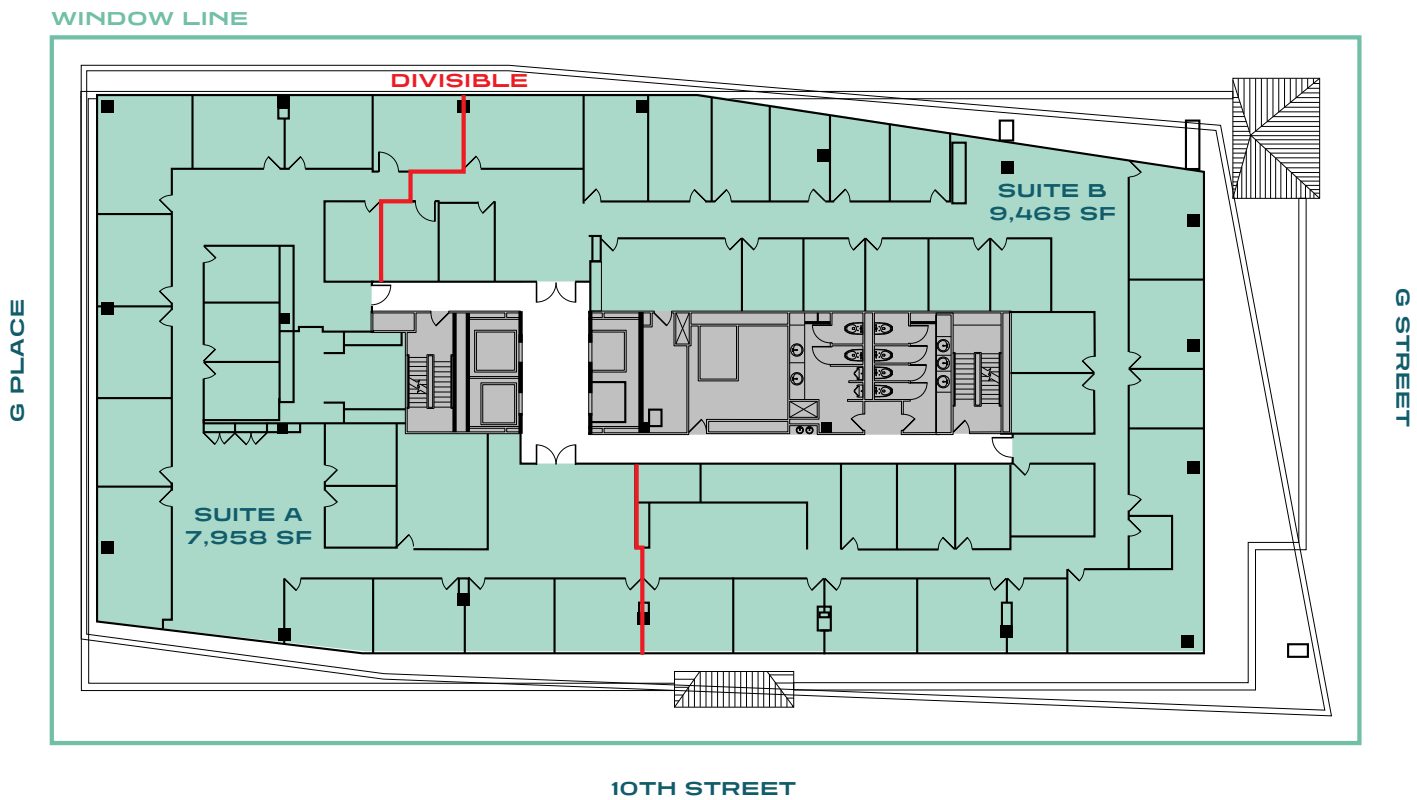 WINDOW LINE
DIVISIBLE
SUITE B
9,465 SF
G PLACE
G STREET
SUITE A
7,958 SF
10TH STREET